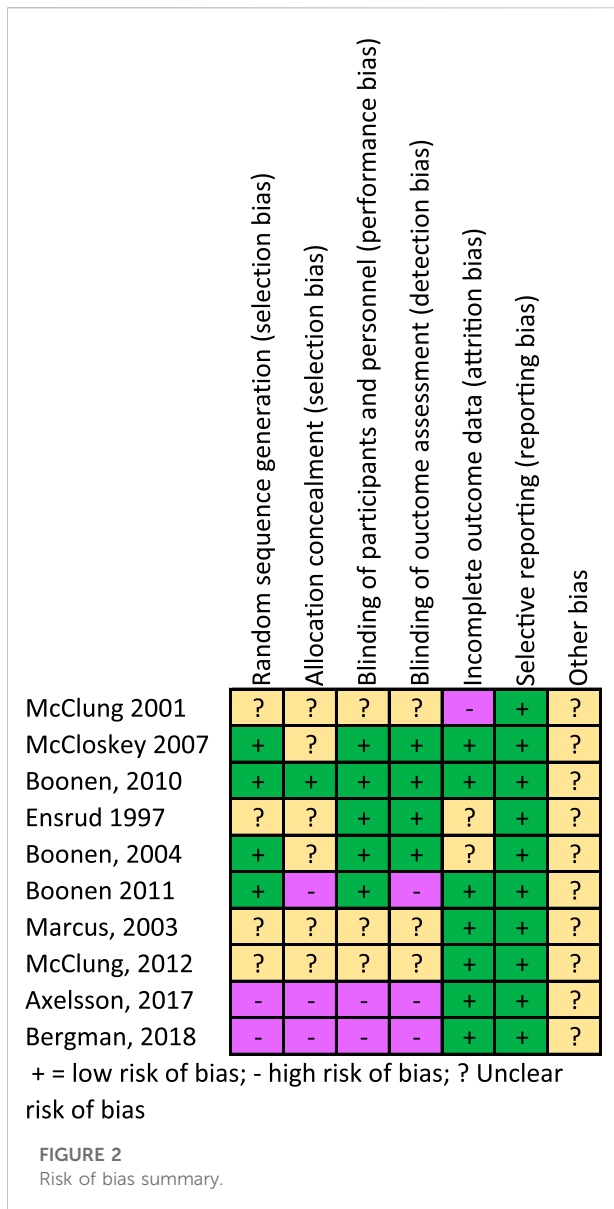 Random sequence generation (selection bias)
Allocation concealment (selection bias)
Blinding of participants and personnel (performance bias)
Blinding of ouctome assessment (detection bias)
Incomplete outcome data (attrition bias)
Selective reporting (reporting bias)
Other bias
McClung 2001 ? ? ? ? - + ?
McCloskey 2007 + ? + + + + ?
Boonen, 2010 + + + + + + ?
Ensrud 1997 ? ? + + ? + ?
Boonen, 2004 + ? + + ? + ?
Boonen 2011 + - + - + + ?
Marcus, 2003 ? ? ? ? + + ?
McClung, 2012 ? ? ? ? + + ?
Axelsson, 2017 - - - - + + ?
Bergman, 2018 - - - - + + ?
+ = low risk of bias; - high risk of bias; ? Unclear
risk of bias
FIGURE 2
Risk of bias summary.